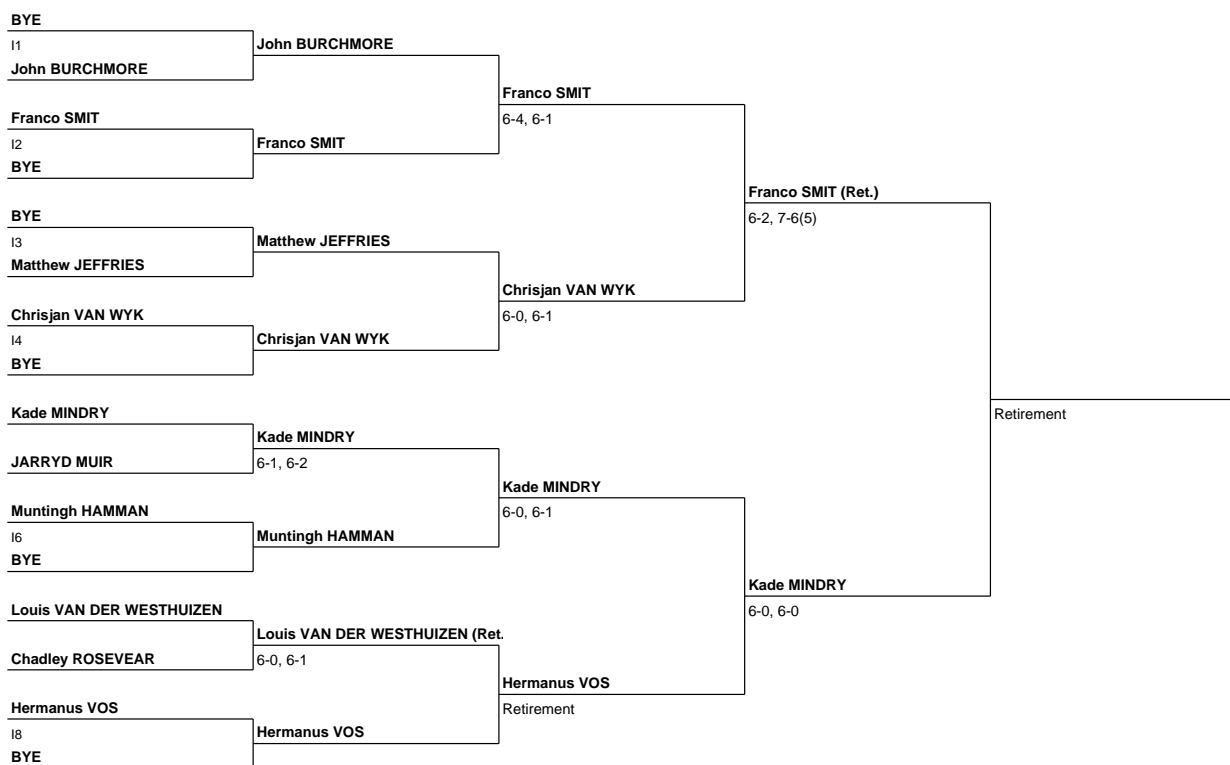 BYE
I1
John BURCHMORE
John BURCHMORE
Franco SMIT
6-4, 6-1
Franco SMIT
I2
Franco SMIT
BYE
Franco SMIT (Ret.)
6-2, 7-6(5)
BYE
I3
Matthew JEFFRIES
Matthew JEFFRIES
Chrisjan VAN WYK
6-0, 6-1
Chrisjan VAN WYK
I4
Chrisjan VAN WYK
BYE
Retirement
Kade MINDRY
Kade MINDRY
JARRYD MUIR
6-1, 6-2
Kade MINDRY
6-0, 6-1
Muntingh HAMMAN
I6
Muntingh HAMMAN
BYE
Kade MINDRY
6-0, 6-0
Louis VAN DER WESTHUIZEN
Louis VAN DER WESTHUIZEN (Ret.
Chadley ROSEVEAR
6-0, 6-1
Hermanus VOS
Retirement
Hermanus VOS
I8
Hermanus VOS
BYE